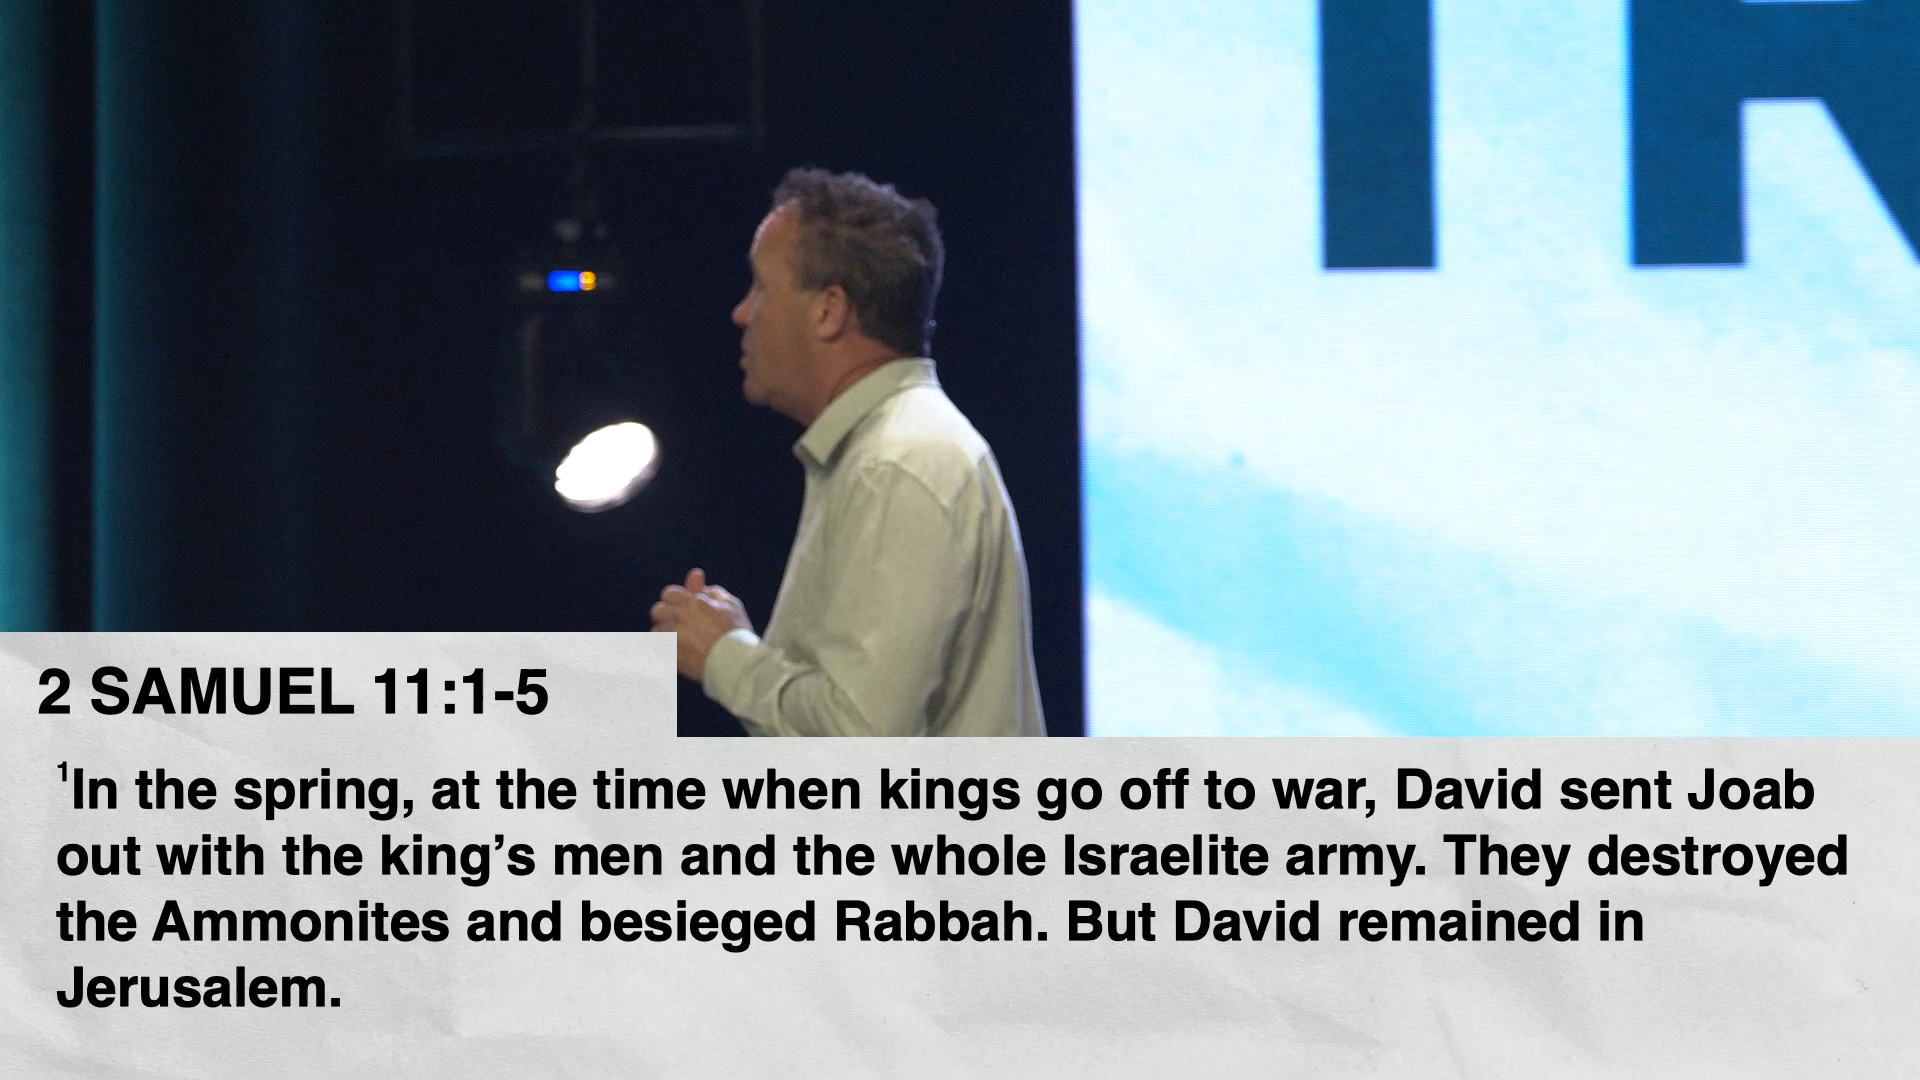 2 SAMUEL 11:1-5
¹In the spring, at the time when kings go off to war, David sent Joab
out with the king’s men and the whole Israelite army. They destroyed
the Ammonites and besieged Rabbah. But David remained in
Jerusalem.